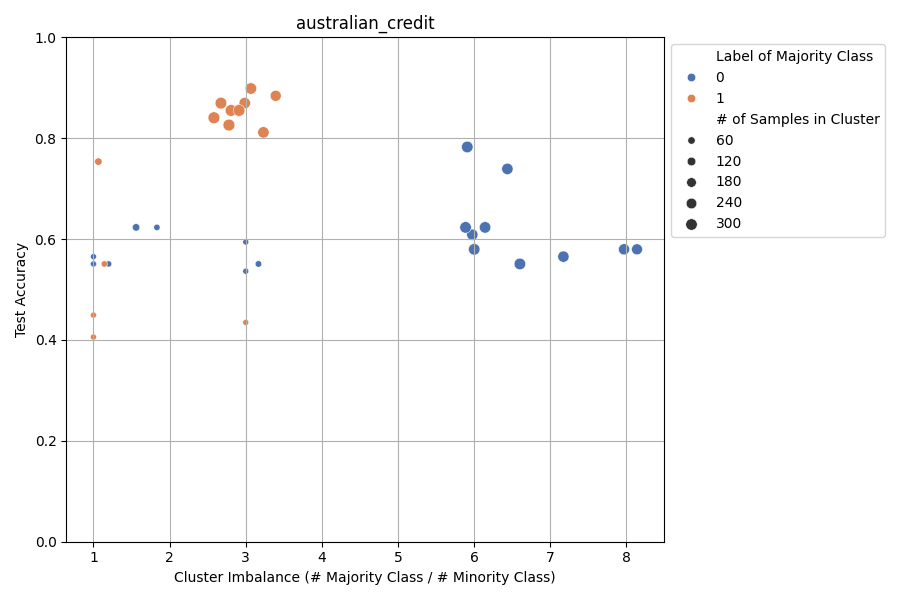 australian_credit
1.0
0.8
0.6
0.4
0.2
0.0
Test Accuracy
1 2 3 4 5 6 7 8
Cluster Imbalance (# Majority Class / # Minority Class)
Label of Majority Class
0
1
# of Samples in Cluster
60
120
180
240
300